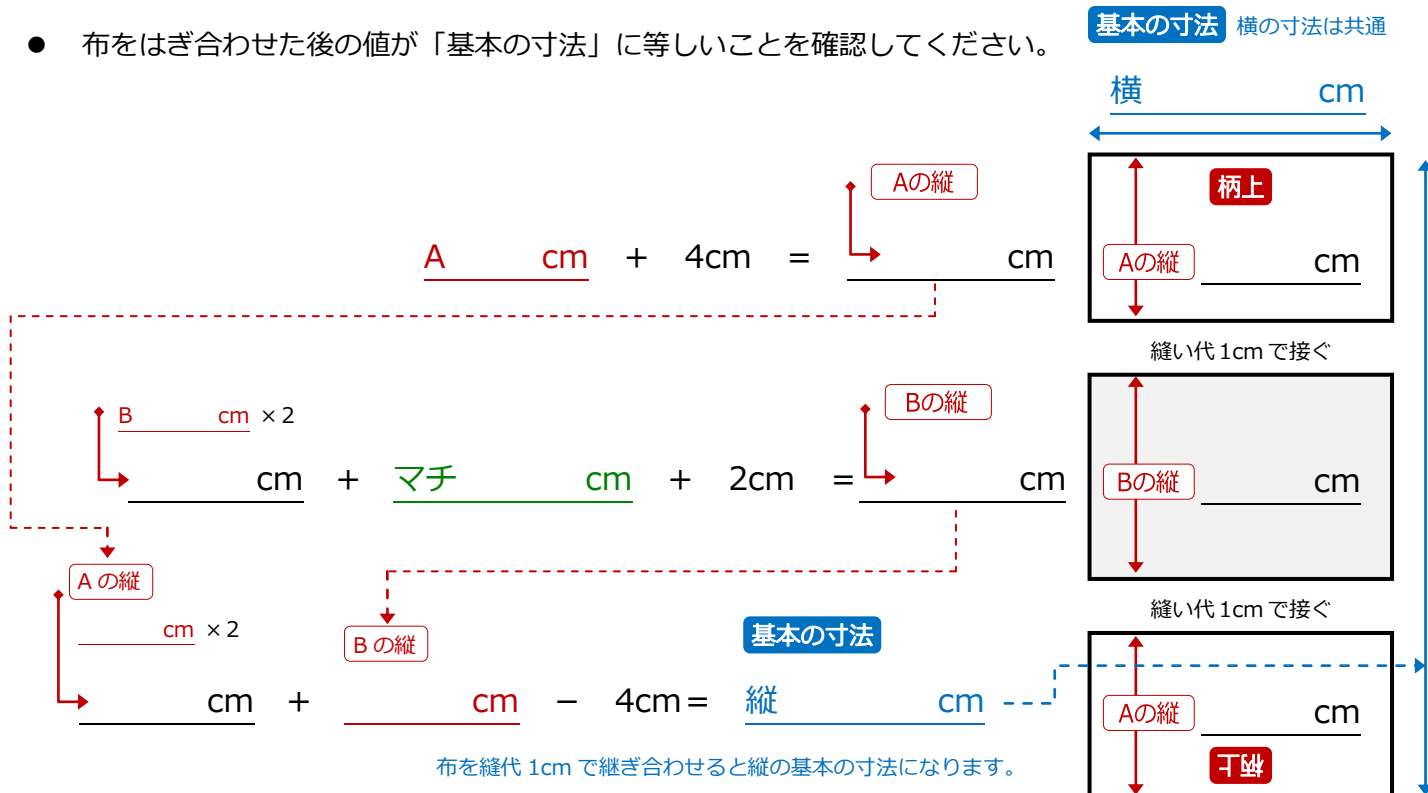 ● 布をはぎ合わせた後の値が「基本の寸法」に等しいことを確認してください。
基本の寸法 横の寸法は共通
横 cm
Aの縦
柄上
A cm + 4cm = cm
Aの縦 cm
縫い代 1cm で接ぐ
B cm ×2
Bの縦
cm + マチ cm + 2cm = cm
Bの縦 cm
A の縦
縫い代 1cm で接ぐ
cm ×2
B の縦
基本の寸法
cm + cm − 4cm = 縦 cm
Aの縦 cm
柄上
布を縫代 1cm で継ぎ合わせると縦の基本の寸法になります。